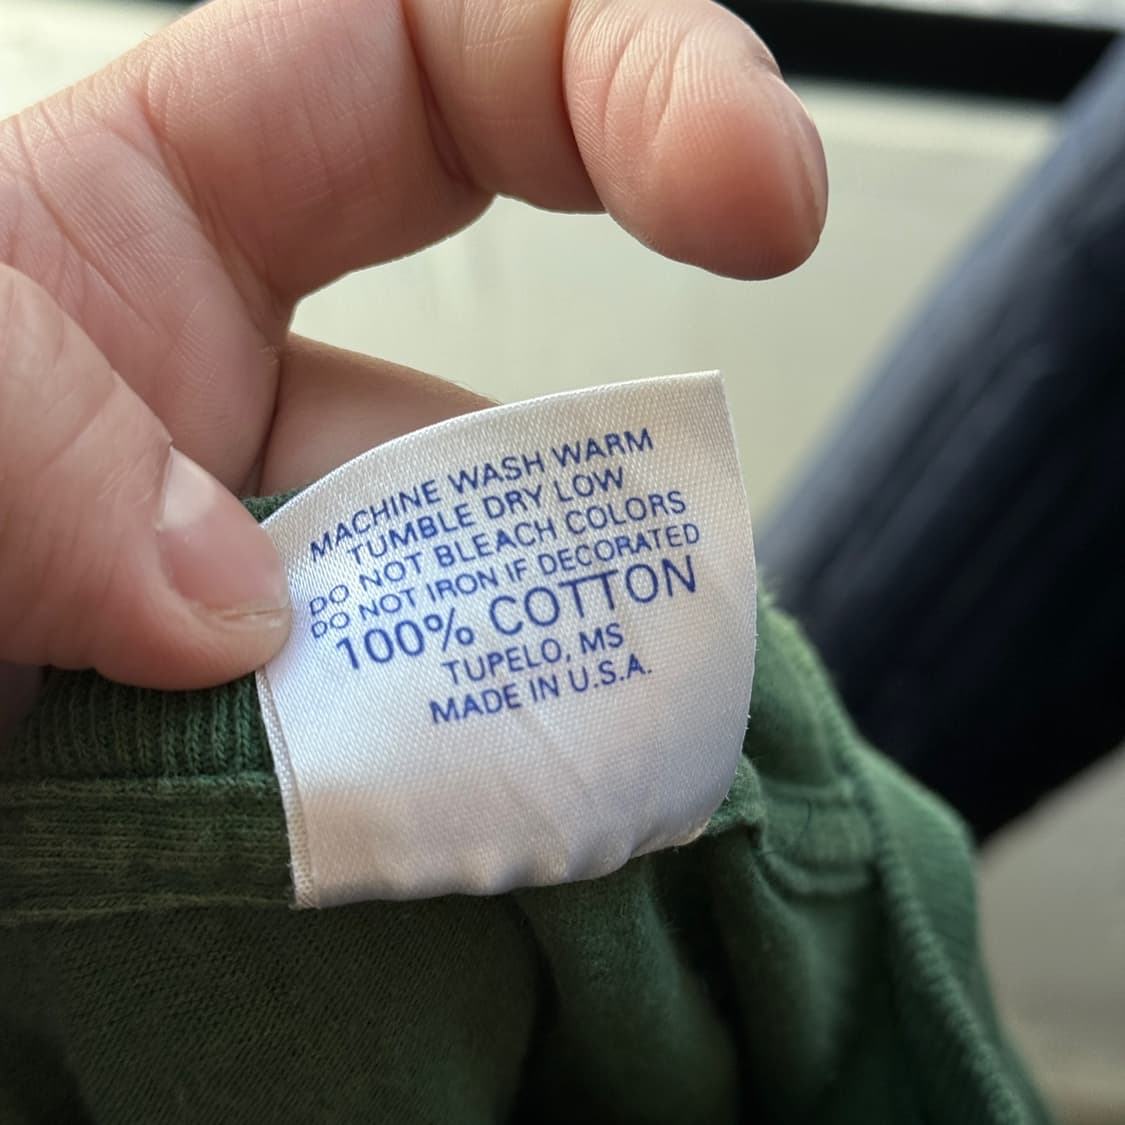 MACHINE WASH WARM
TUMBLE DRY LOW
DO NOT BLEACH COLORS
DO NOT IRON IF DECORATED
100% COTTON
TUPELO, MS
MADE IN U.S.A.